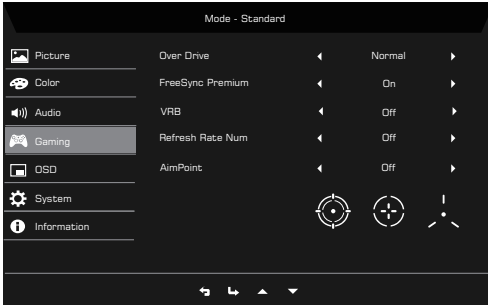 Mode - Standard
Picture
Over Drive Normal
Color
FreeSync Premium On
Audio
VRB Off
Gaming
Refresh Rate Num Off
OSD
AimPoint Off
System
Information